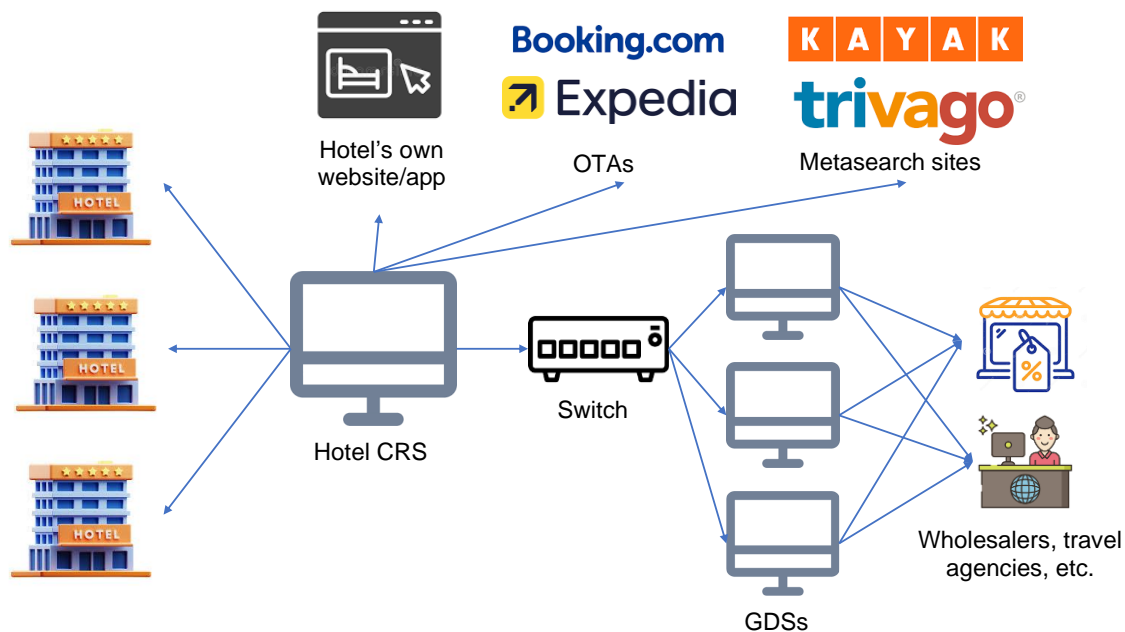 Booking.com
KAYAK
Expedia
trivago®
Hotel's own
website/app
OTAs
Metasearch sites
HOTEL
HOTEL
HOTEL
Hotel CRS
Switch
%
Wholesalers, travel
agencies, etc.
GDSs